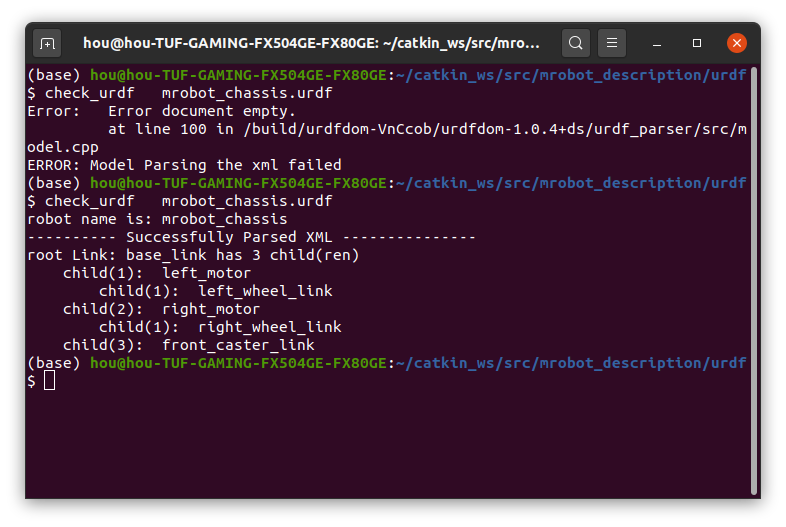 hou@hou-TUF-GAMING-FX504GE-FX80GE: ~/catkin_ws/src/mro...
(base) hou@hou-TUF-GAMING-FX504GE-FX80GE:~/catkin_ws/src/mrobot_description/urdf
$ check_urdf   mrobot_chassis.urdf
Error:   Error document empty.
         at line 100 in /build/urdfdom-VnCcob/urdfdom-1.0.4+ds/urdf_parser/src/m
odel.cpp
ERROR: Model Parsing the xml failed
(base) hou@hou-TUF-GAMING-FX504GE-FX80GE:~/catkin_ws/src/mrobot_description/urdf
$ check_urdf   mrobot_chassis.urdf
robot name is: mrobot_chassis
---------- Successfully Parsed XML ---------------
root Link: base_link has 3 child(ren)
    child(1):  left_motor
        child(1):  left_wheel_link
    child(2):  right_motor
        child(1):  right_wheel_link
    child(3):  front_caster_link
(base) hou@hou-TUF-GAMING-FX504GE-FX80GE:~/catkin_ws/src/mrobot_description/urdf
$